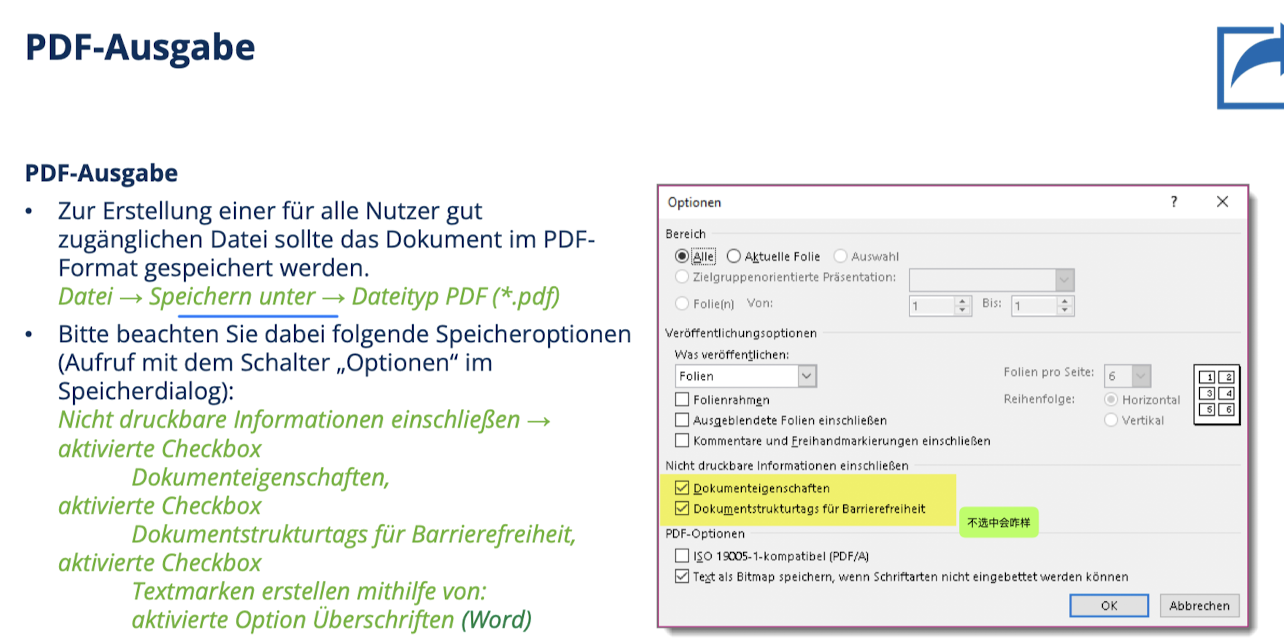 PDF-Ausgabe
PDF-Ausgabe
• Zur Erstellung einer für alle Nutzer gut
zugänglichen Datei sollte das Dokument im PDF-
Format gespeichert werden.
Datei → Speichern unter → Dateityp PDF (*.pdf)
• Bitte beachten Sie dabei folgende Speicheroptionen
(Aufruf mit dem Schalter „Optionen“ im
Speicherdialog):
Nicht druckbare Informationen einschließen →
aktivierte Checkbox
Dokumenteigenschaften,
aktivierte Checkbox
Dokumentstrukturtags für Barrierefreiheit,
aktivierte Checkbox
Textmarken erstellen mithilfe von:
aktivierte Option Überschriften (Word)
Optionen ?
Bereich
Alle Aktuelle Folie Auswahl
Zielgruppenorientierte Präsentation:
Folie(n) Von: 1 Bis: 1
Veröffentlichungsoptionen
Was veröffentlichen:
Folien
Folien pro Seite: 6
Reihenfolge: Horizontal
Vertikal
1 2
3 4
5 6
Folienrahmen
Ausgeblendete Folien einschließen
Kommentare und Freihandmarkierungen einschließen
Nicht druckbare Informationen einschließen
Dokumenteigenschaften
Dokumentstrukturtags für Barrierefreiheit
不选中会咋样
PDF-Optionen
ISO 19005-1-kompatibel (PDF/A)
Text als Bitmap speichern, wenn Schriftarten nicht eingebettet werden können
OK Abbrechen